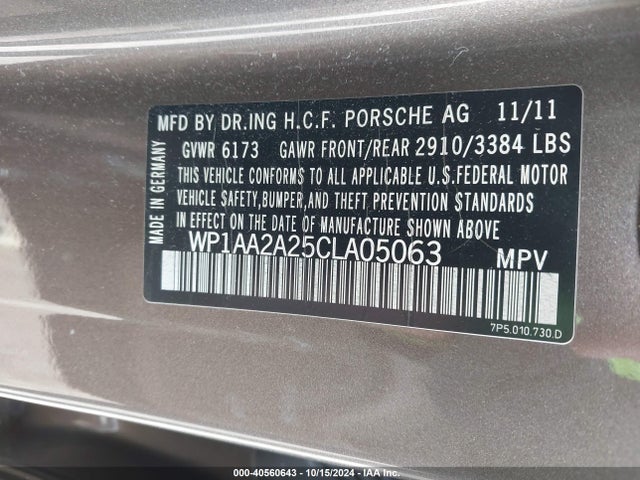 MFD BY DR.ING H.C.F. PORSCHE AG 11/11
GVWR 6173 GAWR FRONT/REAR 2910/3384 LBS
THIS VEHICLE CONFORMS TO ALL APPLICABLE U.S.FEDERAL MOTOR
VEHICLE SAFETY,BUMPER,AND THEFT PREVENTION STANDARDS
IN EFFECT ON THE DATE OF MANUFACTURE SHOWN ABOVE.
WP1AA2A25CLA05063 MPV
7P5.010.730.D
MADE IN GERMANY
000-40560643 - 10/15/2024 - IAA Inc.